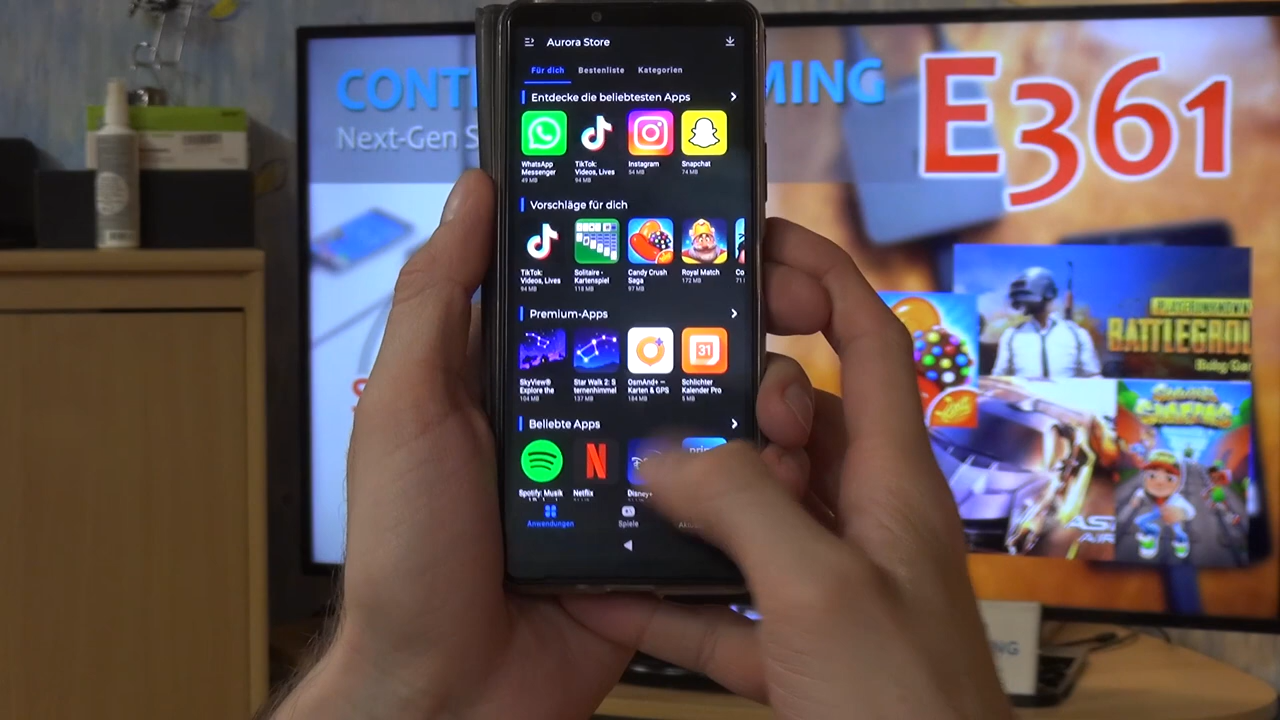 Aurora Store
Für dich Bestenliste Kategorien
Entdecke die beliebtesten Apps
WhatsApp Messenger
49 MB
TikTok: Videos, Lives
94 MB
Instagram
54 MB
Snapchat
74 MB
Vorschläge für dich
TikTok: Videos, Lives
94 MB
Solitaire - Kartenspiel
118 MB
Candy Crush Saga
97 MB
Royal Match
172 MB
Co
Premium-Apps
SkyView® Explore the
104 MB
Star Walk 2: S
ternenhimmel
137 MB
OsmAnd+ — Karten & GPS
184 MB
31
Schlichter Kalender Pro
5 MB
Beliebte Apps
N
Spotify: Musik
Netflix
Disney+
Anwendungen
Spiele
CONT
MING
Next-Gen S
E361
BATTLEGROU